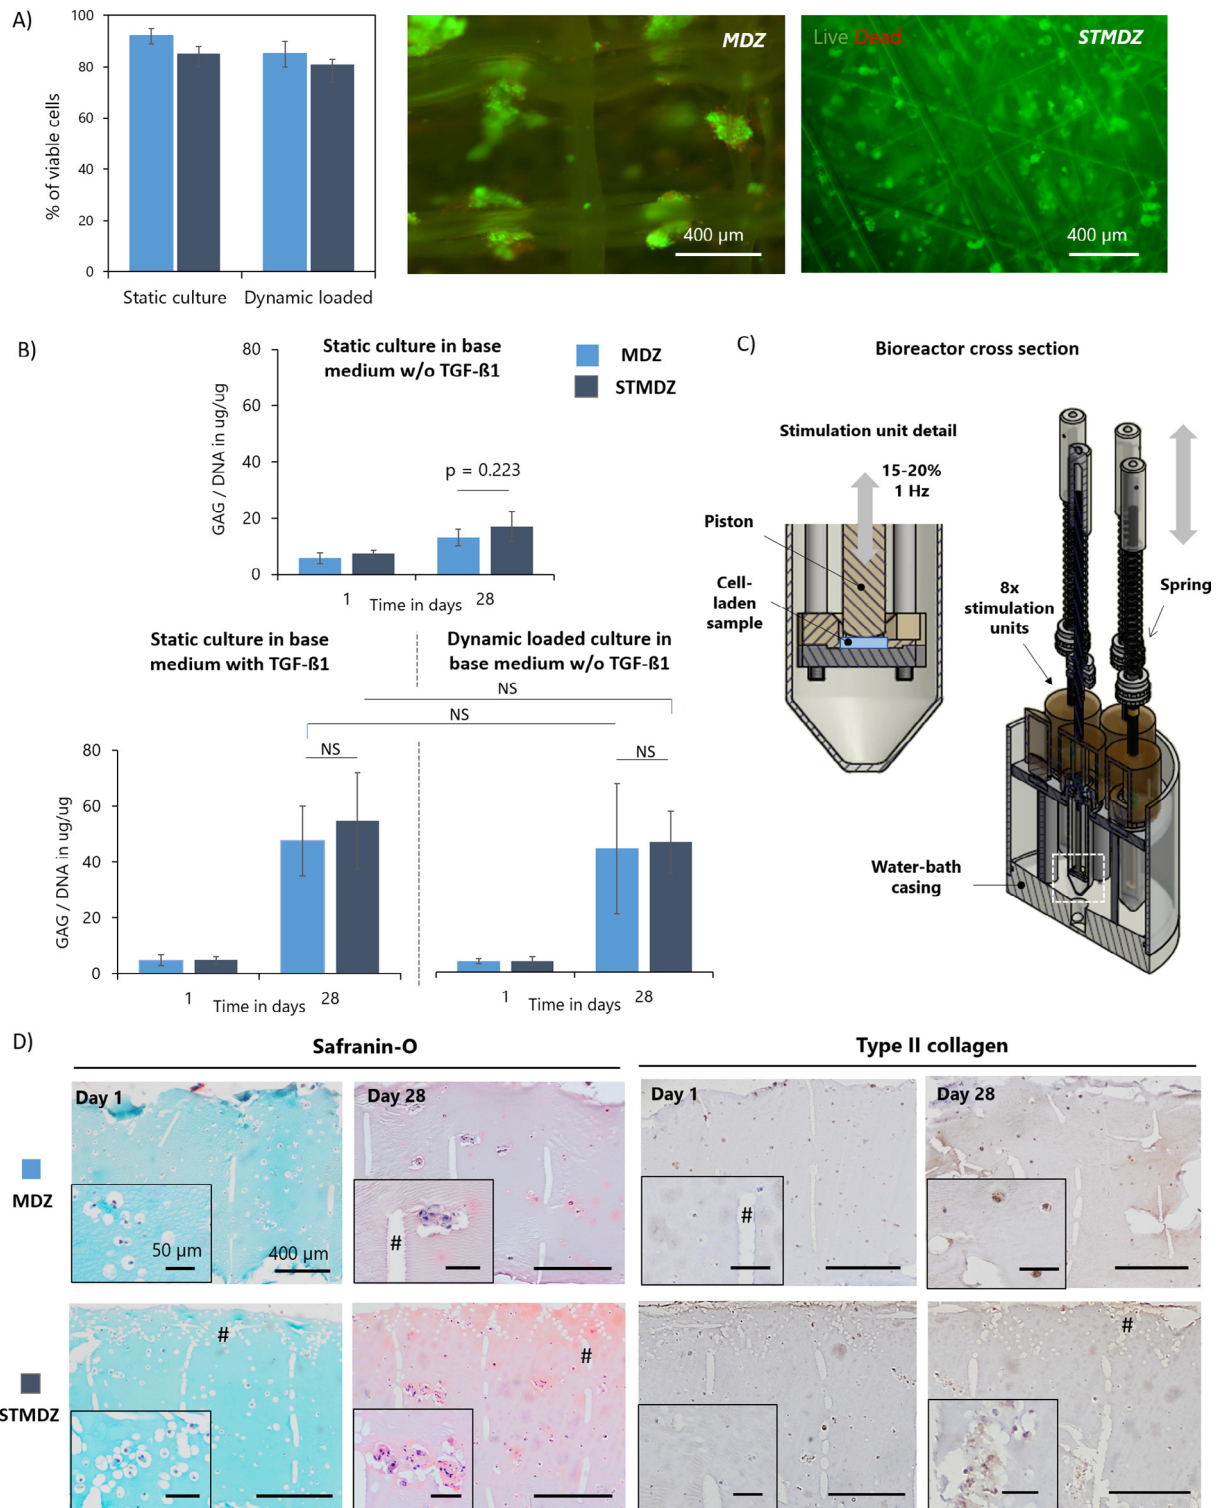 A)
100
80
60
40
20
0
% of viable cells
Static culture
Dynamic loaded
MDZ
400 µm
Live Dead
STMDZ
400 µm
B)
Static culture in base
medium w/o TGF-ß1
80
60
40
20
0
GAG / DNA in ug/ug
p = 0.223
1
Time in days
28
MDZ
STMDZ
Static culture in base
medium with TGF-ß1
Dynamic loaded culture in
base medium w/o TGF-ß1
NS
NS
NS
NS
80
60
40
20
0
GAG / DNA in ug/ug
1
Time in days
28
1
Time in days
28
C)
Bioreactor cross section
Stimulation unit detail
15-20%
1 Hz
Piston
Cell-
laden
sample
8x
stimulation
units
Spring
Water-bath
casing
D)
Safranin-O
Type II collagen
Day 1
Day 28
Day 1
Day 28
MDZ
50 µm
400 µm
#
#
STMDZ
#
#
#